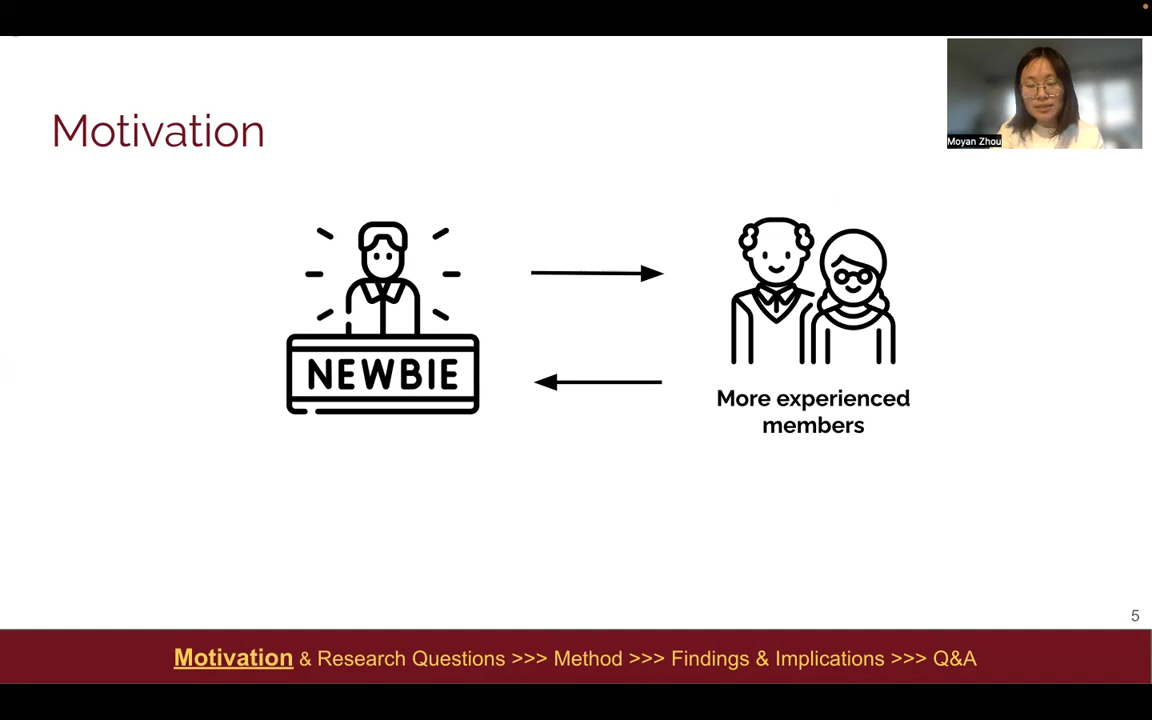 Motivation
Moyan Zhou
NEWBIE
More experienced
members
5
Motivation & Research Questions >>> Method >>> Findings & Implications >>> Q&A